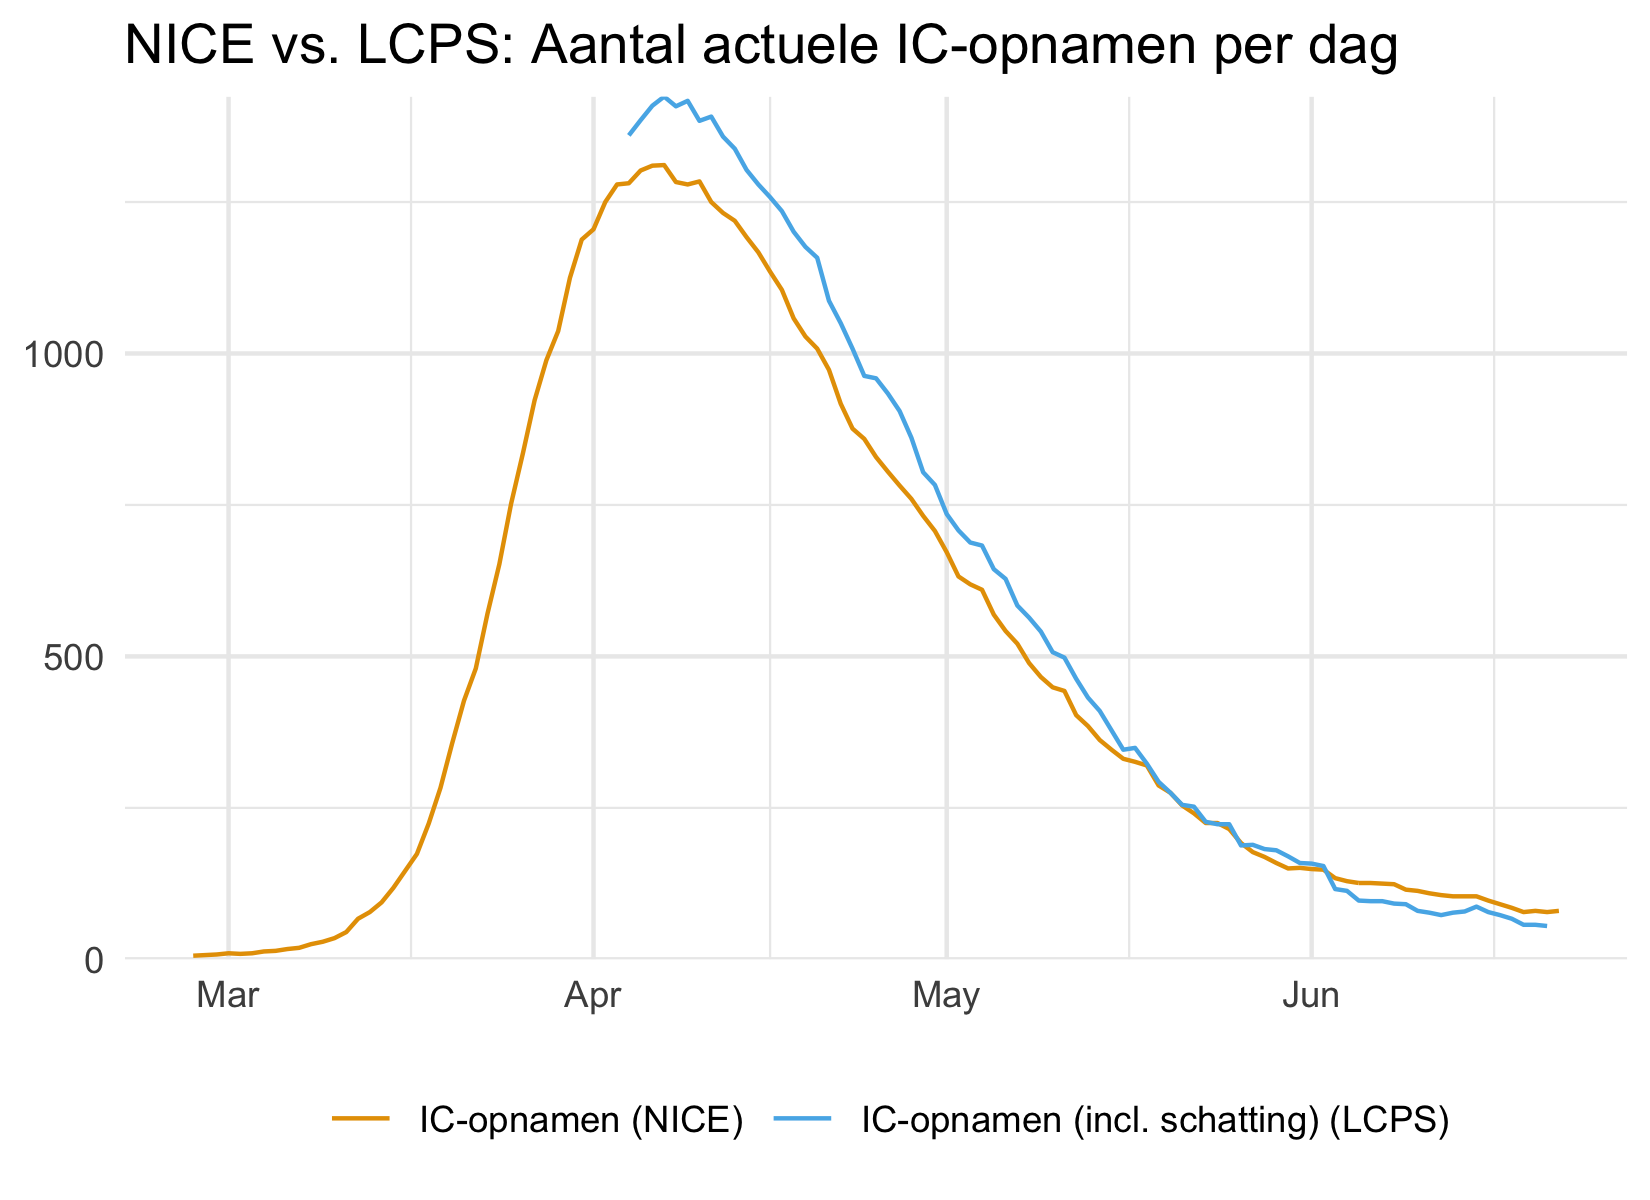 NICE vs. LCPS: Aantal actuele IC-opnamen per dag
1000
500
0
Mar Apr May Jun
IC-opnamen (NICE) IC-opnamen (incl. schatting) (LCPS)